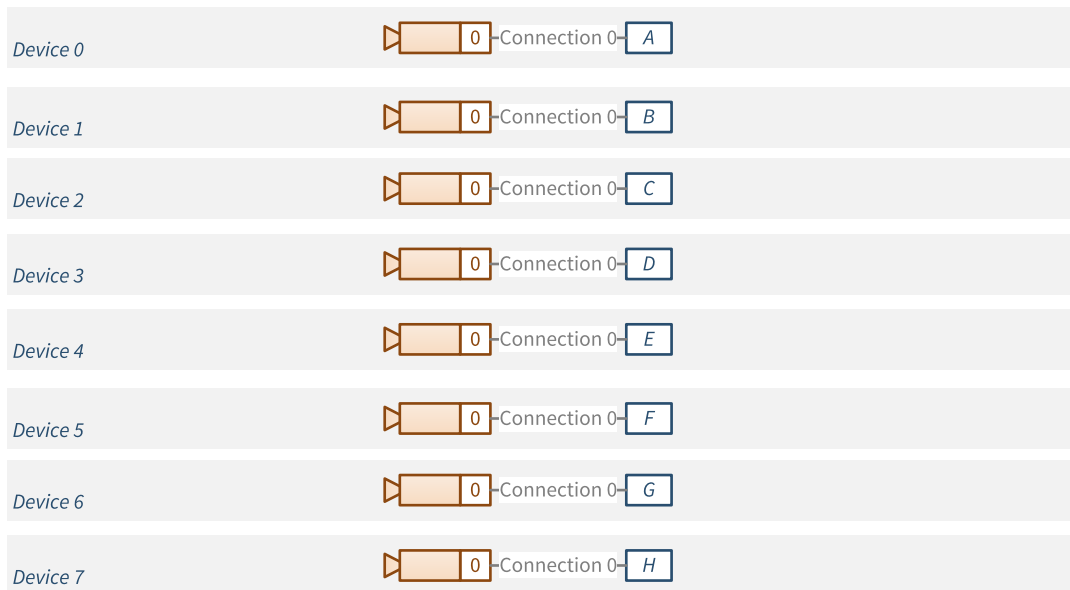 Device 0 0 Connection 0 A
Device 1 0 Connection 0 B
Device 2 0 Connection 0 C
Device 3 0 Connection 0 D
Device 4 0 Connection 0 E
Device 5 0 Connection 0 F
Device 6 0 Connection 0 G
Device 7 0 Connection 0 H